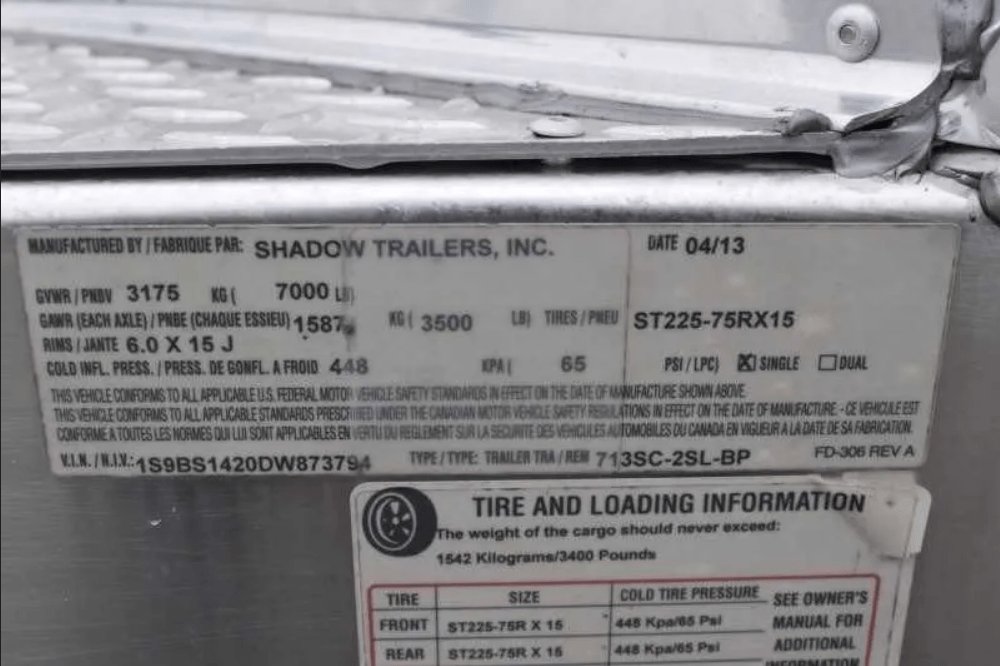 MANUFACTURED BY / FABRIQUE PAR: SHADOW TRAILERS, INC. DATE 04/13
GVWR / PNBV 3175 KG ( 7000 LB)
GAWR (EACH AXLE) / PNBE (CHAQUE ESSIEU) 1587 KG ( 3500 LB) TIRES / PNEU ST225-75RX15
RIMS / JANTE 6.0 X 15 J
COLD INFL. PRESS. / PRESS. DE GONFL. A FROID 448 KPA ( 65 PSI / LPC) ☒ SINGLE ☐ DUAL
THIS VEHICLE CONFORMS TO ALL APPLICABLE U.S. FEDERAL MOTOR VEHICLE SAFETY STANDARDS IN EFFECT ON THE DATE OF MANUFACTURE SHOWN ABOVE.
THIS VEHICLE CONFORMS TO ALL APPLICABLE STANDARDS PRESCRIBED UNDER THE CANADIAN MOTOR VEHICLE SAFETY REGULATIONS IN EFFECT ON THE DATE OF MANUFACTURE. - CE VEHICULE EST
CONFORME A TOUTES LES NORMES QUI LUI SONT APPLICABLES EN VERTU DU REGLEMENT SUR LA SECURITE DES VEHICULES AUTOMOBILES DU CANADA EN VIGUEUR A LA DATE DE SA FABRICATION.
V.I.N. / N.I.V.: 1S9BS1420DW873794 TYPE / TYPE: TRAILER TRA / REM 713SC-2SL-BP FD-306 REV A
TIRE AND LOADING INFORMATION
The weight of the cargo should never exceed:
1542 Kilograms/3400 Pounds
TIRE SIZE COLD TIRE PRESSURE SEE OWNER'S
FRONT ST225-75R X 15 448 Kpa/65 Psi MANUAL FOR
REAR ST225-75R X 15 448 Kpa/65 Psi ADDITIONAL
INFORMATION